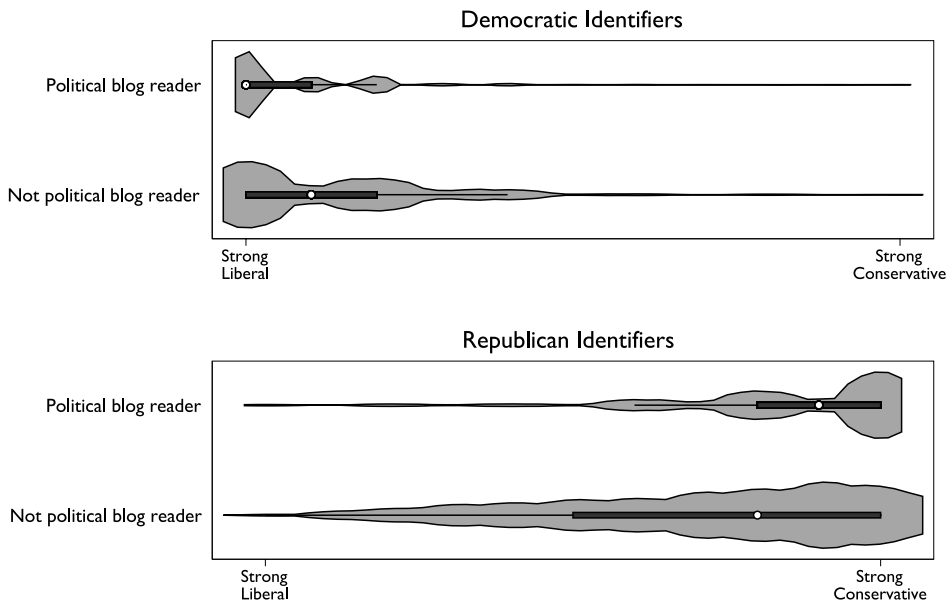 Democratic Identifiers
Political blog reader
Not political blog reader
Strong
Liberal
Strong
Conservative
Republican Identifiers
Political blog reader
Not political blog reader
Strong
Liberal
Strong
Conservative